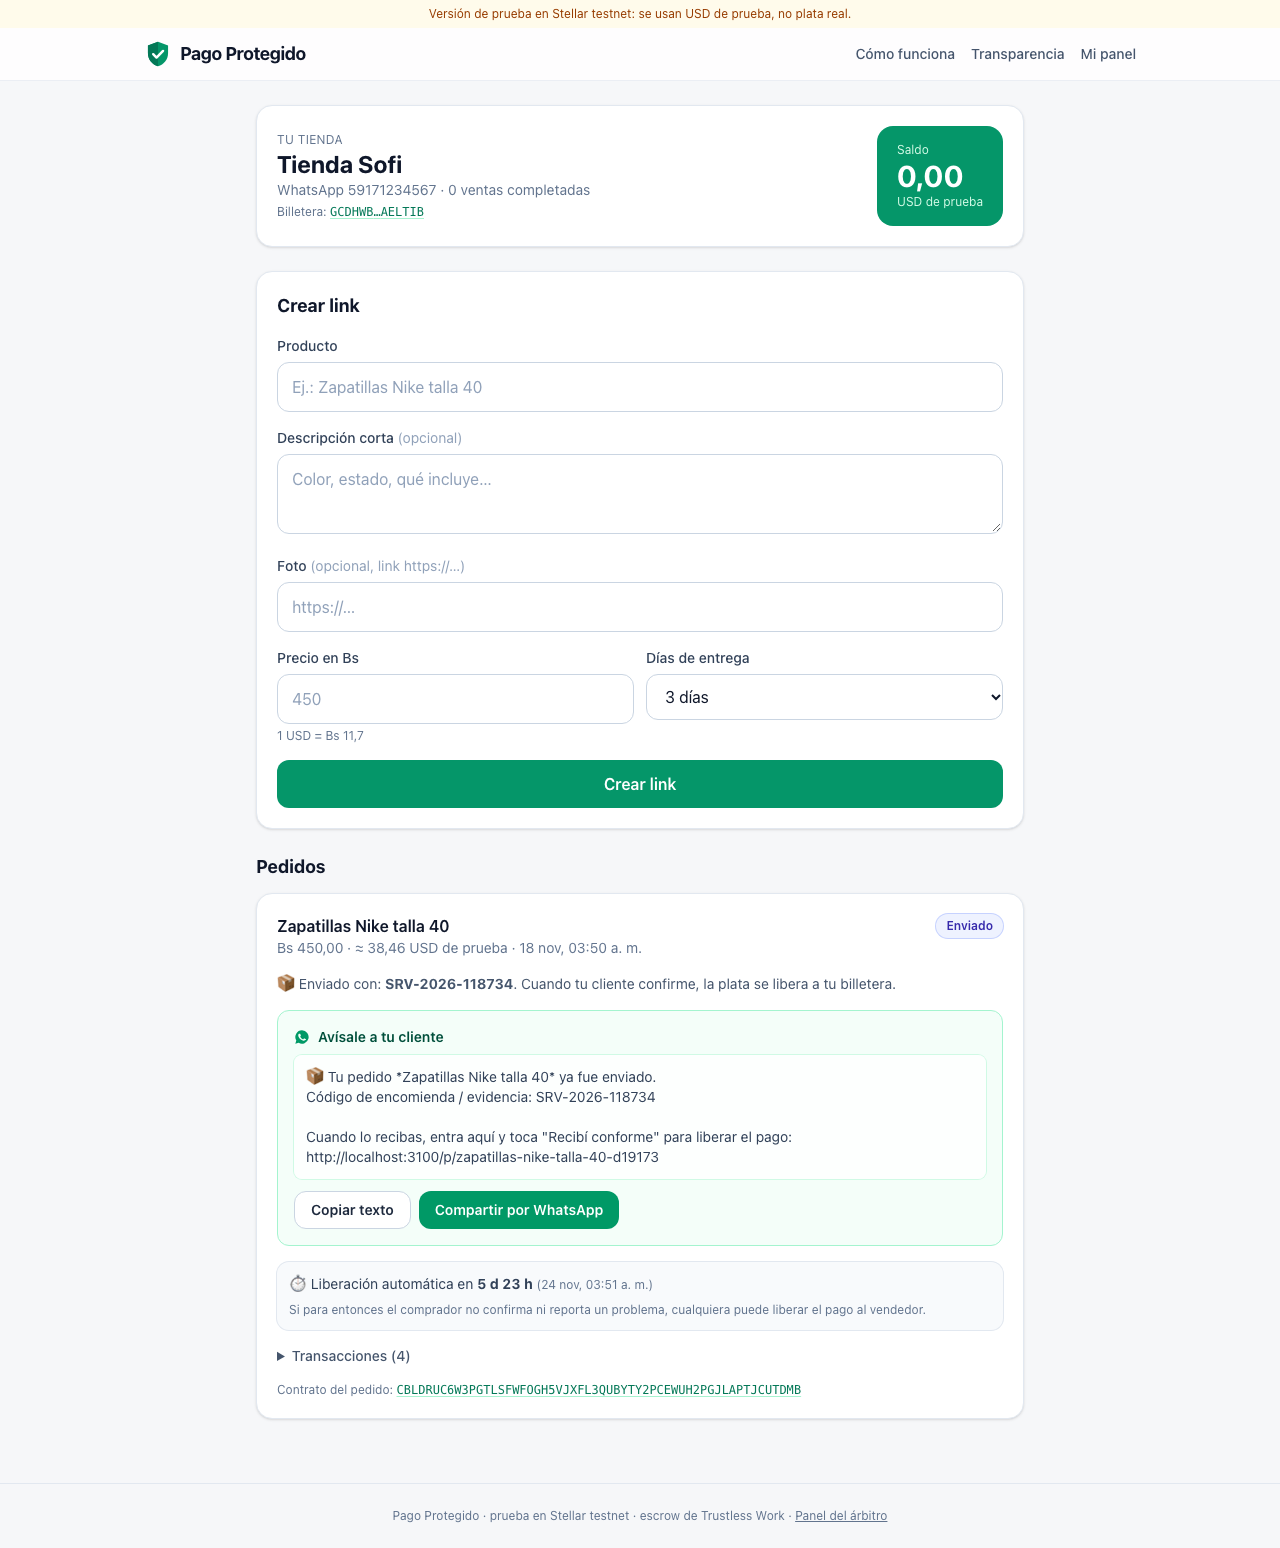 Versión de prueba en Stellar testnet: se usan USD de prueba, no plata real.
Pago Protegido
Cómo funciona Transparencia Mi panel
TU TIENDA
Tienda Sofi
WhatsApp 59171234567 · 0 ventas completadas
Billetera: GCDHWB…AELTIB
Saldo
0,00
USD de prueba
Crear link
Producto
Ej.: Zapatillas Nike talla 40
Descripción corta (opcional)
Color, estado, qué incluye...
Foto (opcional, link https://...)
https://...
Precio en Bs
Días de entrega
450
3 días
1 USD = Bs 11,7
Crear link
Pedidos
Zapatillas Nike talla 40
Enviado
Bs 450,00 · ≈ 38,46 USD de prueba · 18 nov, 03:50 a. m.
📦 Enviado con: SRV-2026-118734. Cuando tu cliente confirme, la plata se libera a tu billetera.
Avísale a tu cliente
📦 Tu pedido *Zapatillas Nike talla 40* ya fue enviado.
Código de encomienda / evidencia: SRV-2026-118734
Cuando lo recibas, entra aquí y toca "Recibí conforme" para liberar el pago:
http://localhost:3100/p/zapatillas-nike-talla-40-d19173
Copiar texto
Compartir por WhatsApp
⏱️ Liberación automática en 5 d 23 h (24 nov, 03:51 a. m.)
Si para entonces el comprador no confirma ni reporta un problema, cualquiera puede liberar el pago al vendedor.
Transacciones (4)
Contrato del pedido: CBLDRUC6W3PGTLSFWFOGH5VJXFL3QUBYTY2PCEWUH2PGJLAPTJCUTDMB
Pago Protegido · prueba en Stellar testnet · escrow de Trustless Work · Panel del árbitro